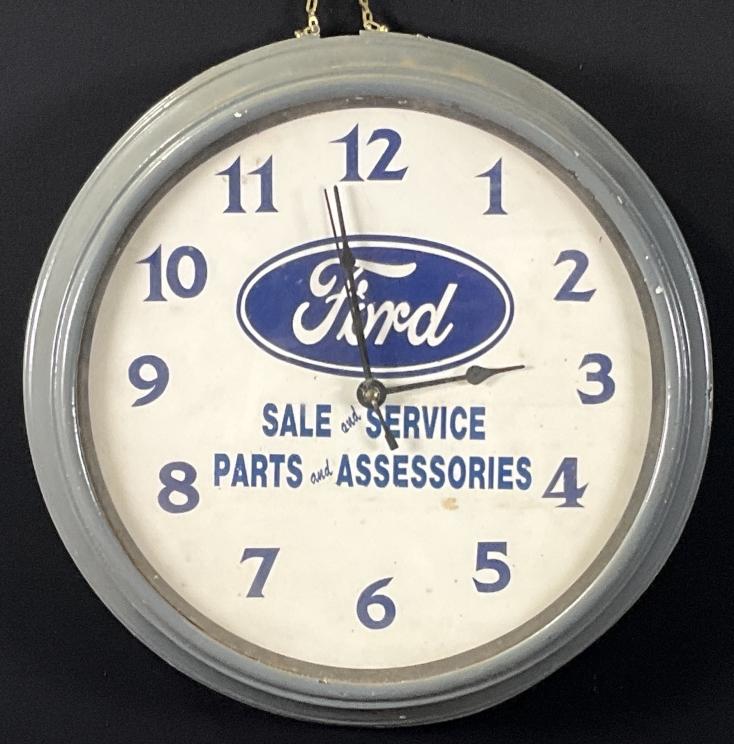 12
11 1
10 2
Ford
9 3
SALE and SERVICE
PARTS and ASSESSORIES
8 4
7 5
6